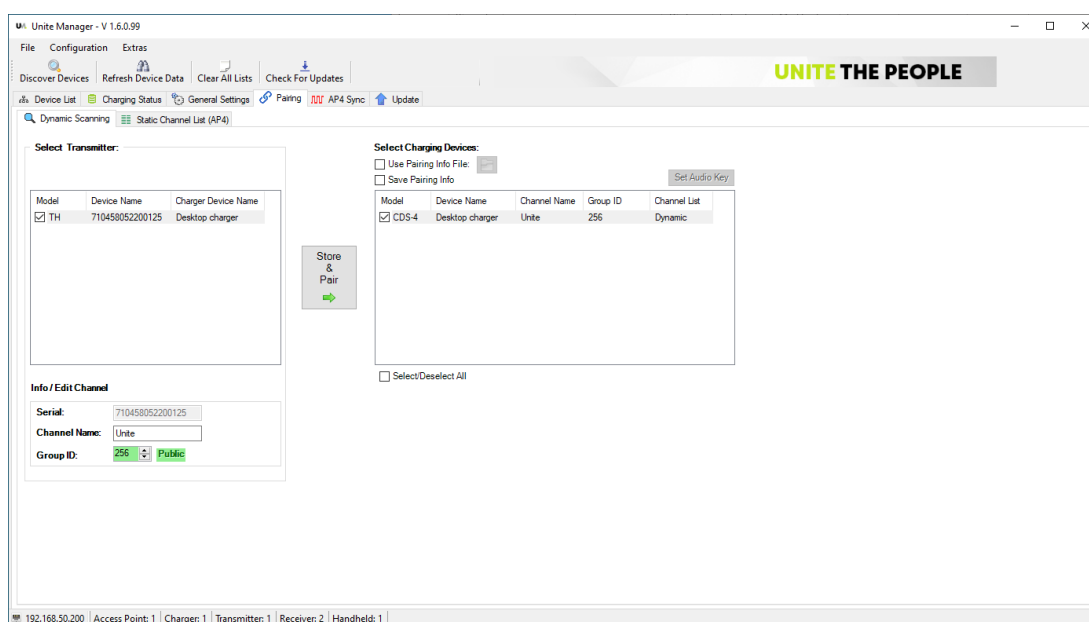 Unite Manager - V 1.6.0.99
File Configuration Extras
Discover Devices Refresh Device Data Clear All Lists Check For Updates
UNITE THE PEOPLE
Device List Charging Status General Settings Pairing AP4 Sync Update
Dynamic Scanning Static Channel List (AP4)
Select Transmitter:
Model Device Name Charger Device Name
TH 710458052200125 Desktop charger
Store
&
Pair
Select Charging Devices:
Use Pairing Info File:
Save Pairing Info
Set Audio Key
Model Device Name Channel Name Group ID Channel List
CDS-4 Desktop charger Unite 256 Dynamic
Select/Deselect All
Info / Edit Channel
Serial: 710458052200125
Channel Name: Unite
Group ID: 256 Public
192.168.50.200 Access Point: 1 Charger: 1 Transmitter: 1 Receiver: 2 Handheld: 1